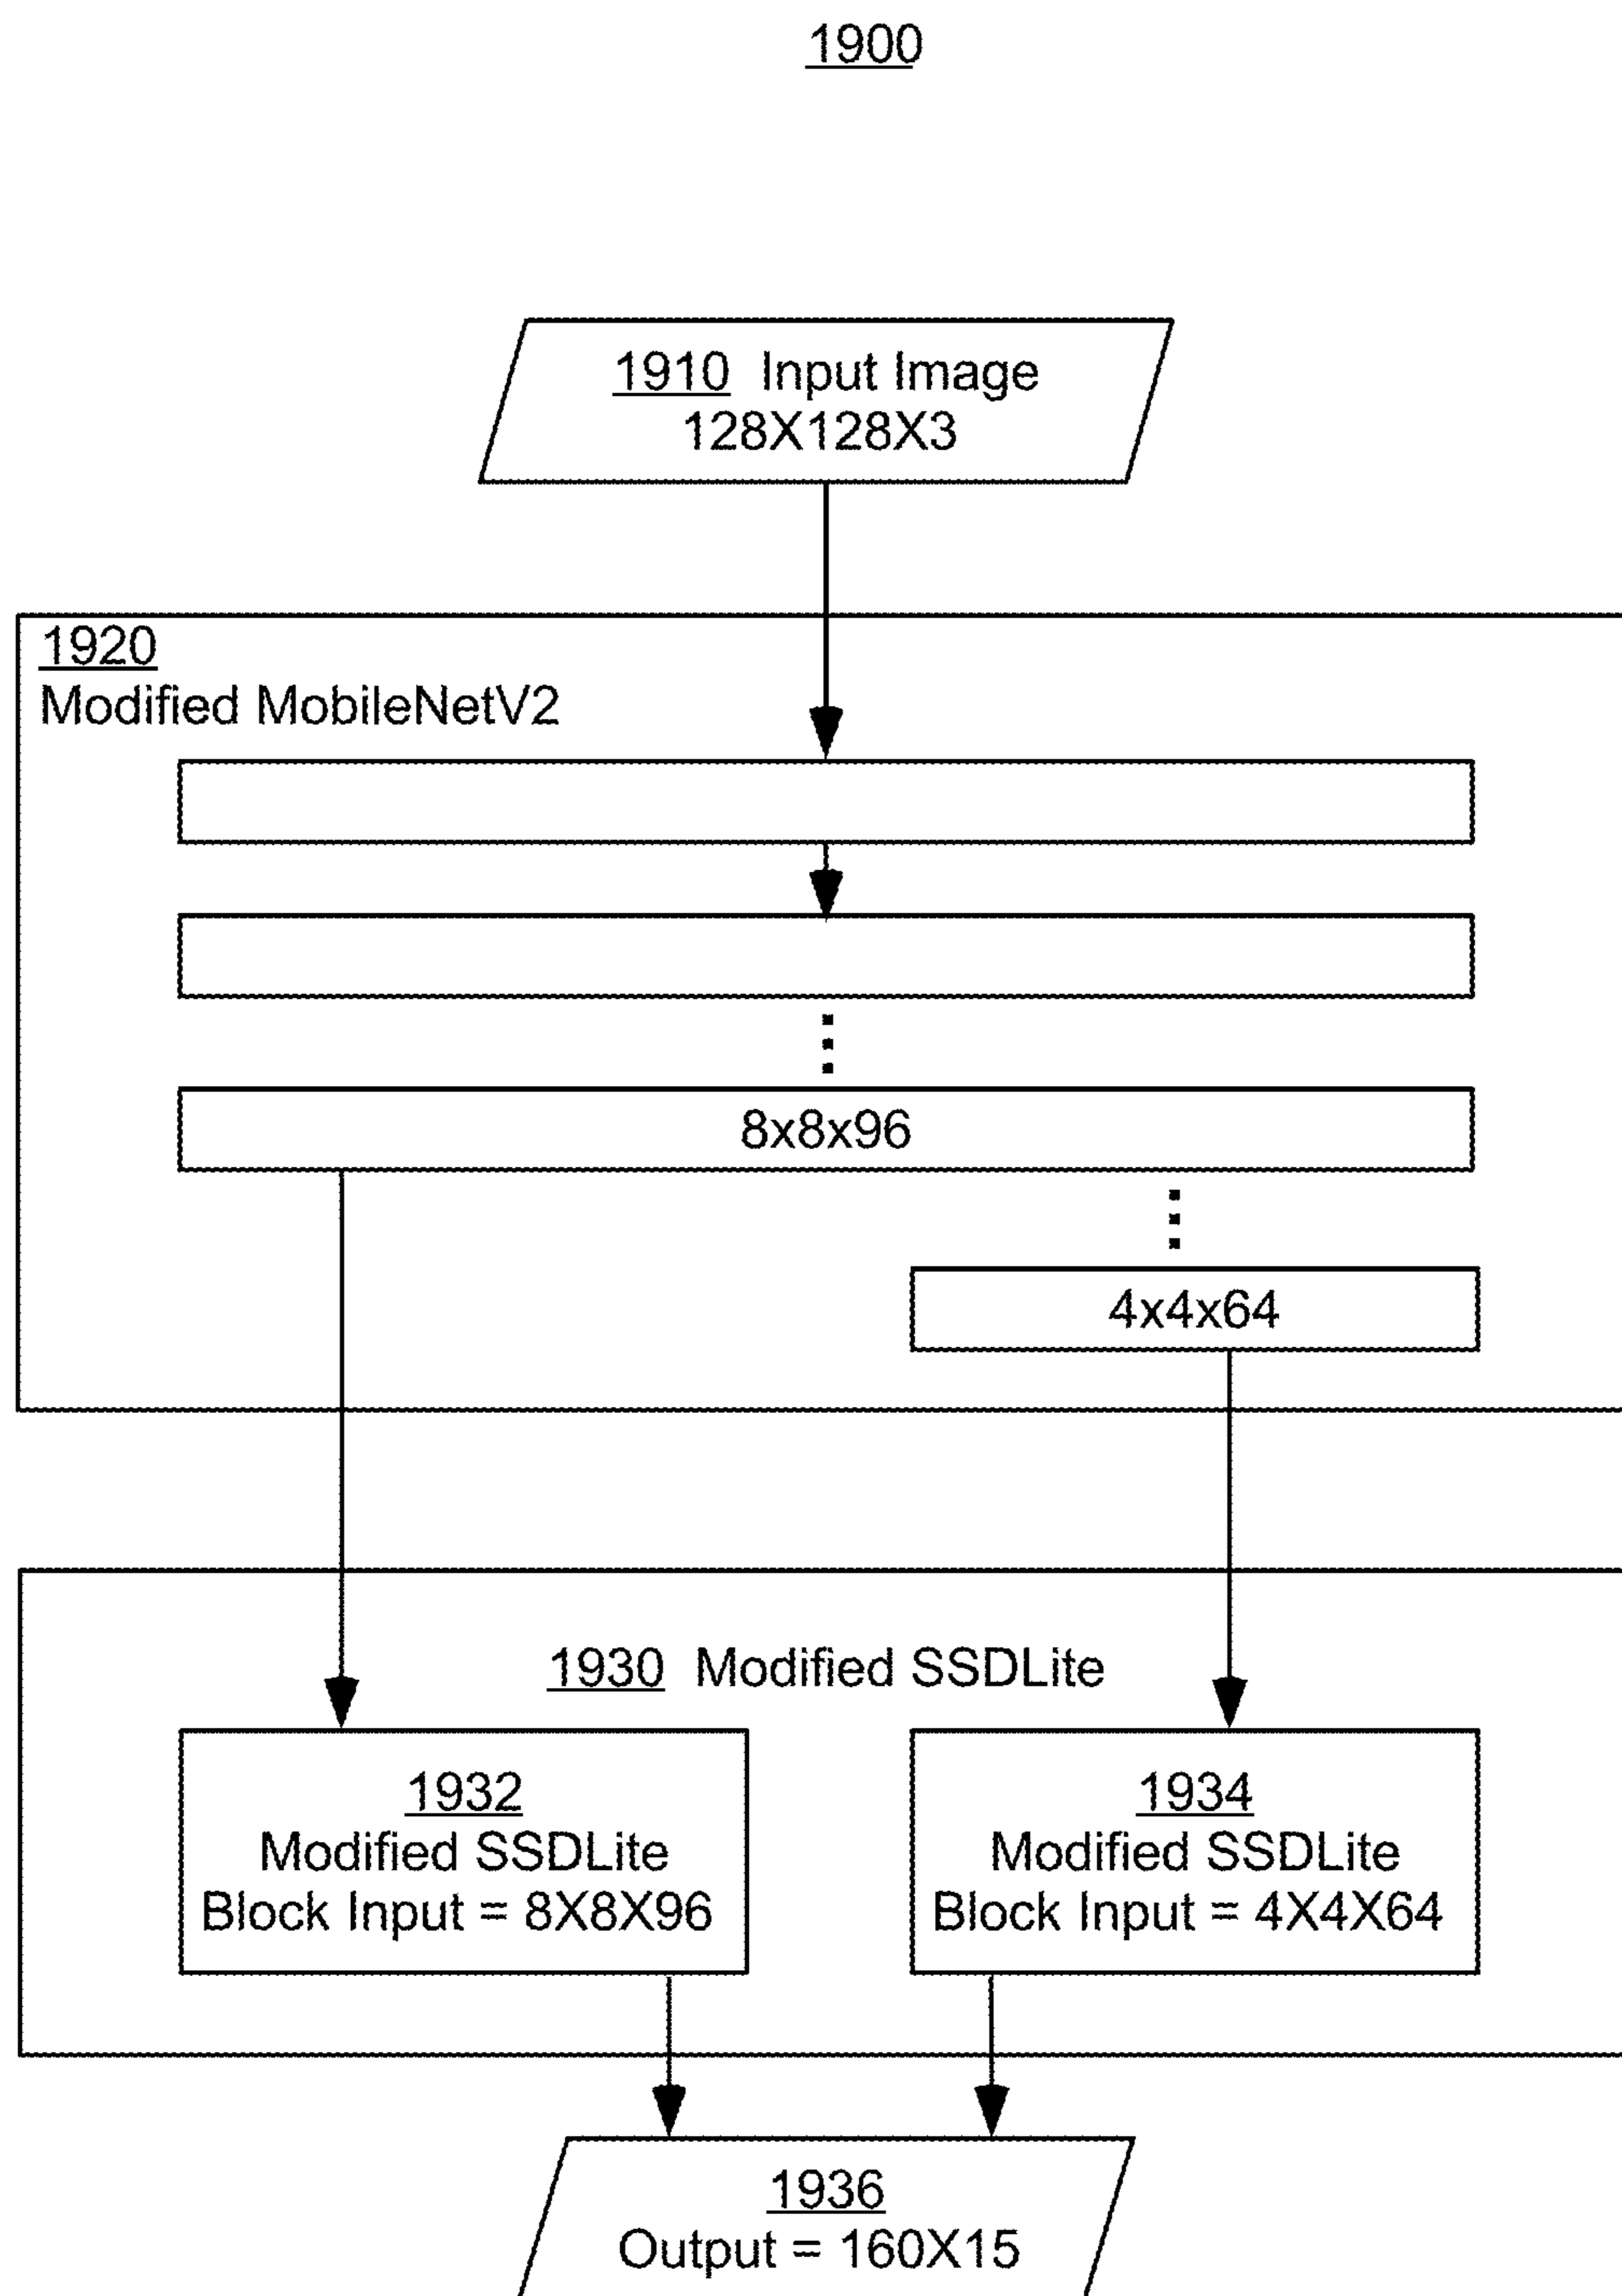 1900
1910 Input Image
128X128X3
1920
Modified MobileNetV2
8x8x96
4x4x64
1930 Modified SSDLite
1932
Modified SSDLite
Block Input = 8X8X96
1934
Modified SSDLite
Block Input = 4X4X64
1936
Output = 160X15